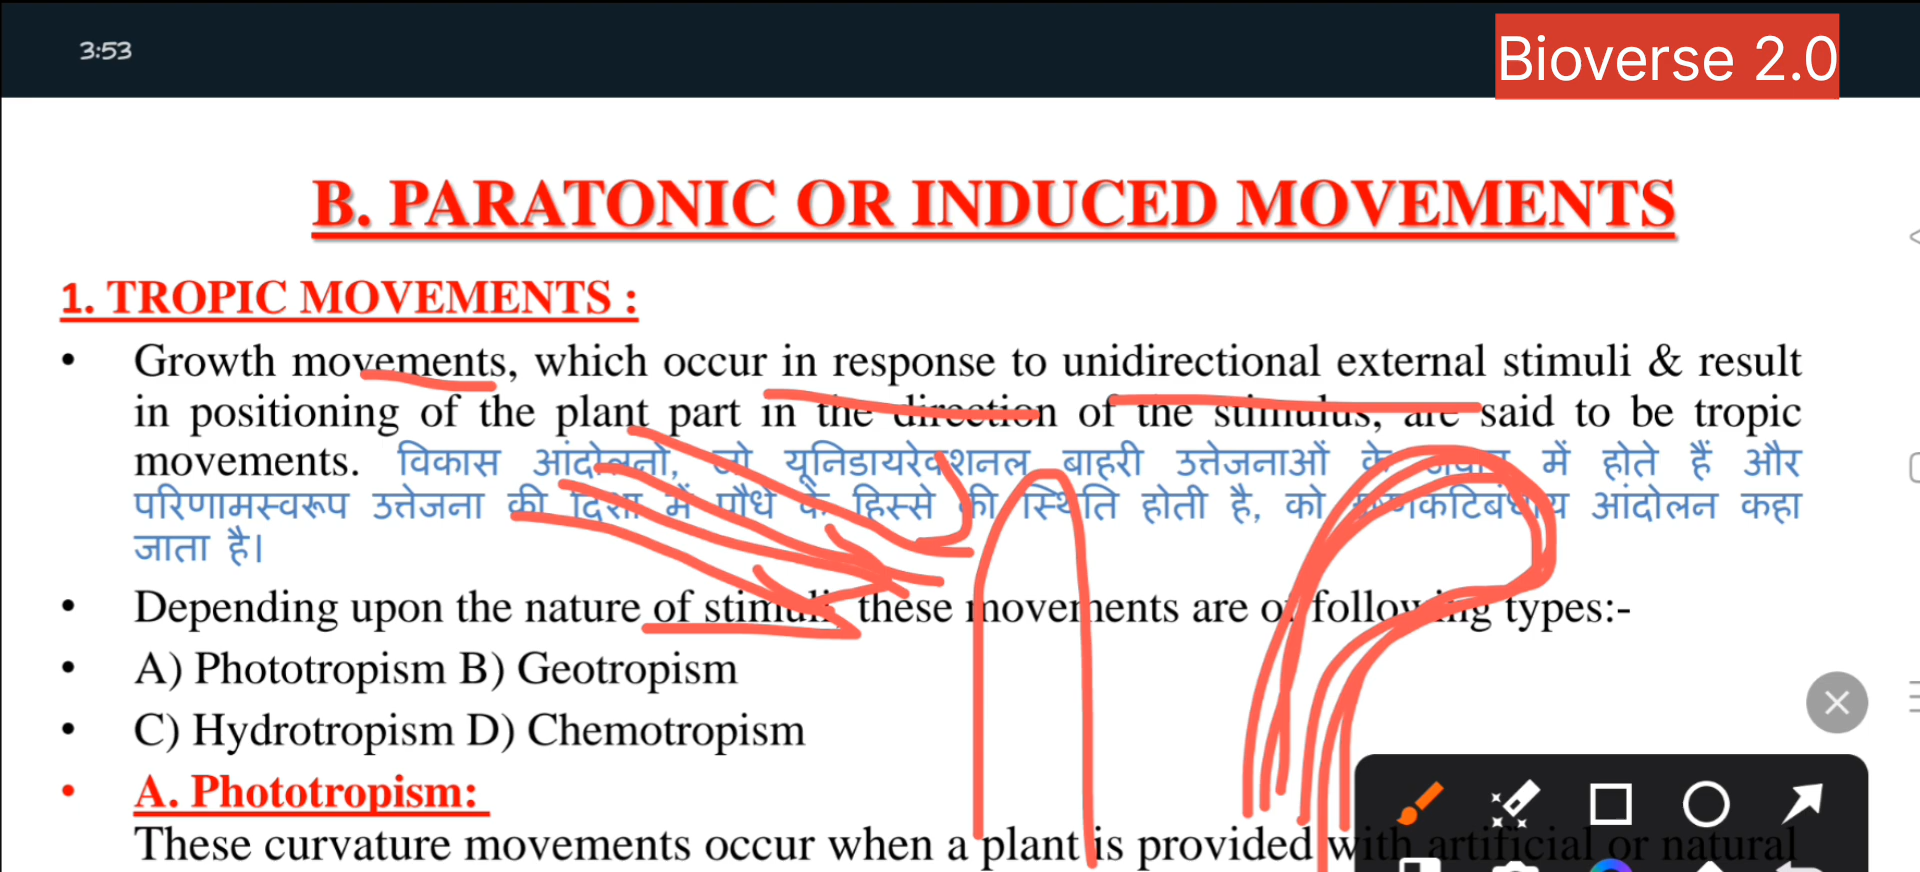 3:53
Bioverse 2.0
B. PARATONIC OR INDUCED MOVEMENTS
1. TROPIC MOVEMENTS :
• Growth movements, which occur in response to unidirectional external stimuli & result
in positioning of the plant part in the direction of the stimulus, are said to be tropic
movements. विकास आंदोलनों, जो यूनिडायरेक्शनल बाहरी उत्तेजनाओं के जवाब में होते हैं और
परिणामस्वरूप उत्तेजना की दिशा में पौधे के हिस्से की स्थिति होती है, को आंदोलन कहा
जाता है।
• Depending upon the nature of stimuli, these movements are of following types:-
• A) Phototropism B) Geotropism
• C) Hydrotropism D) Chemotropism
• A. Phototropism:
These curvature movements occur when a plant is provided with artificial or natural